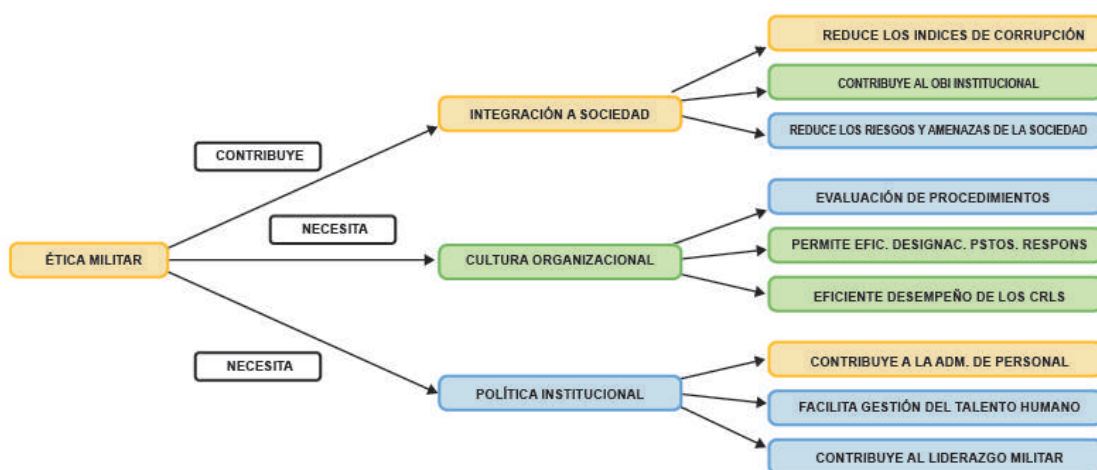 REDUCE LOS INDICES DE CORRUPCIÓN
CONTRIBUYE AL OBI INSTITUCIONAL
INTEGRACIÓN A SOCIEDAD
REDUCE LOS RIESGOS Y AMENAZAS DE LA SOCIEDAD
CONTRIBUYE
EVALUACIÓN DE PROCEDIMIENTOS
NECESITA
PERMITE EFIC. DESIGNAC. PSTOS. RESPONS
ÉTICA MILITAR
CULTURA ORGANIZACIONAL
EFICIENTE DESEMPEÑO DE LOS CRLS
NECESITA
CONTRIBUYE A LA ADM. DE PERSONAL
POLÍTICA INSTITUCIONAL
FACILITA GESTIÓN DEL TALENTO HUMANO
CONTRIBUYE AL LIDERAZGO MILITAR